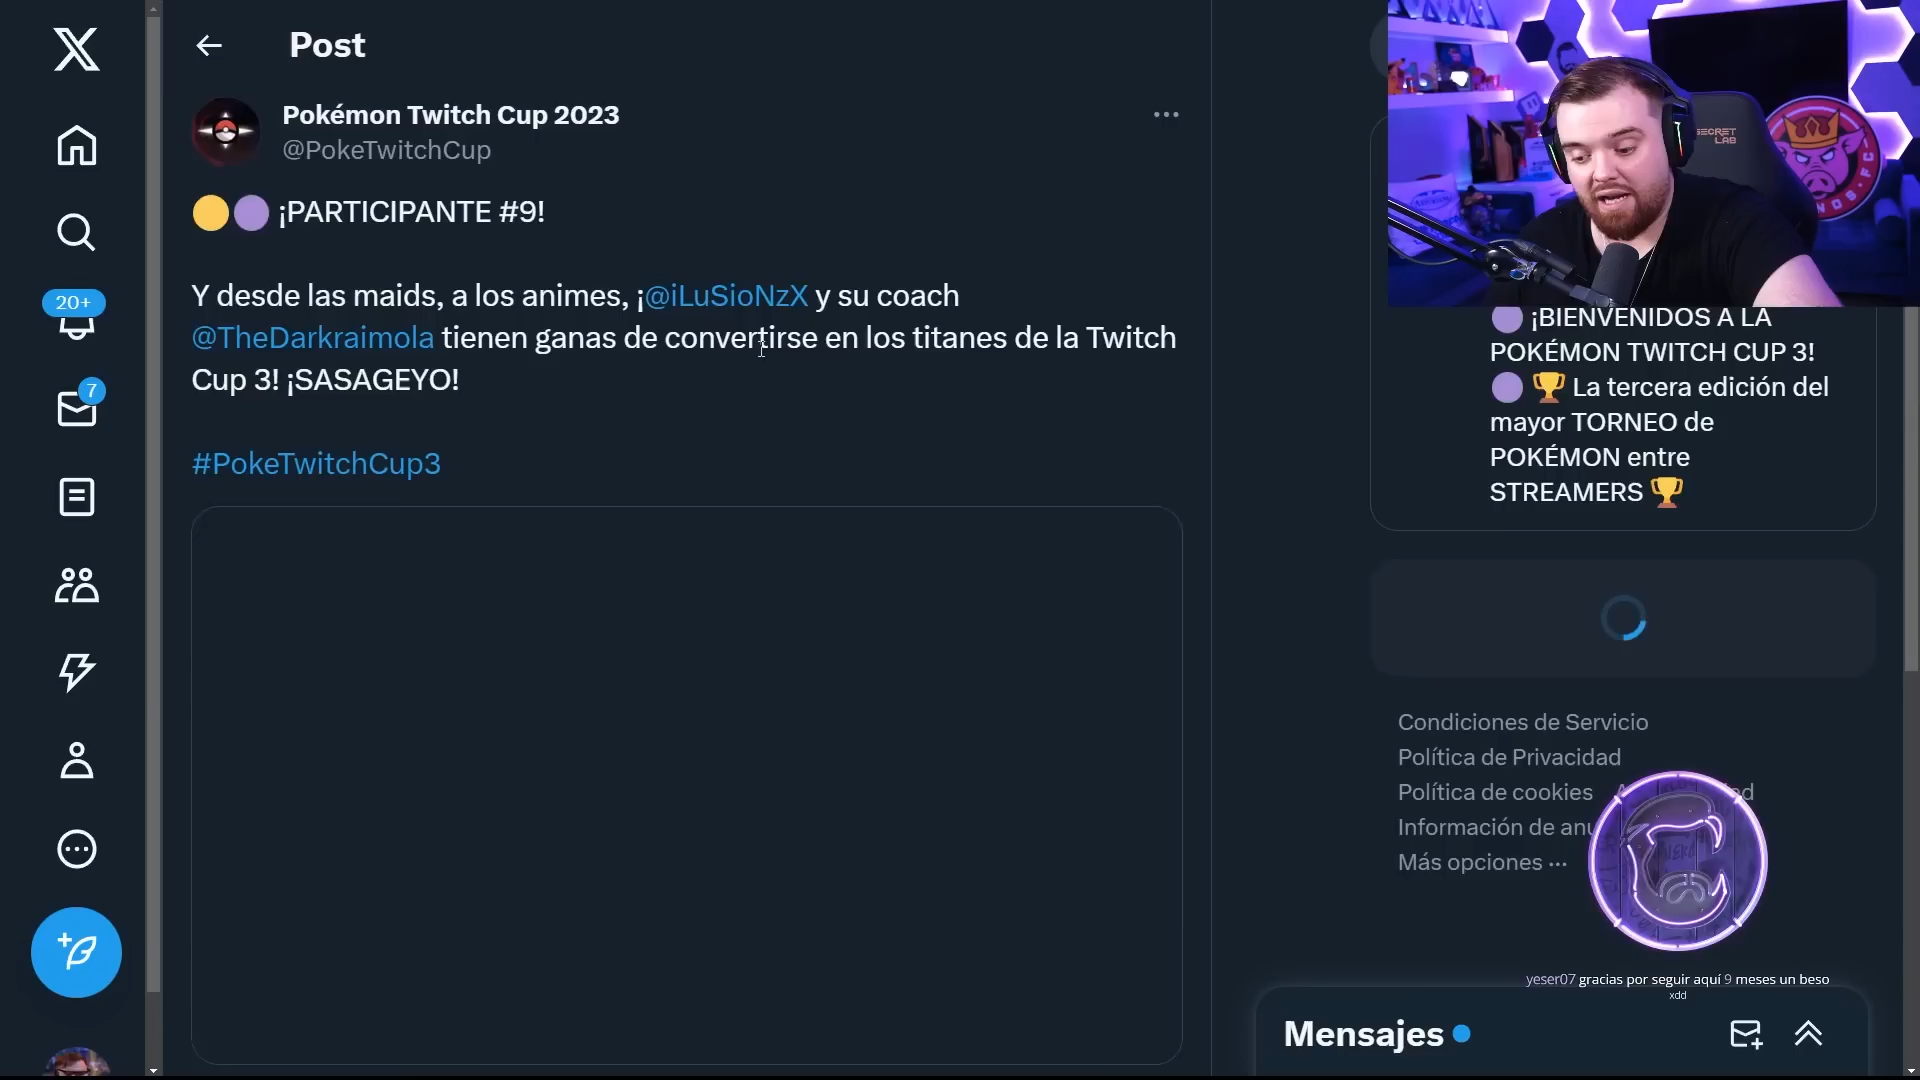 Post
Pokémon Twitch Cup 2023
@PokeTwitchCup
¡PARTICIPANTE #9!
Y desde las maids, a los animes, ¡@iLuSioNzX y su coach
@TheDarkraimola tienen ganas de convertirse en los titanes de la Twitch
Cup 3! ¡SASAGEYO!
#PokeTwitchCup3
20+
7
SECRET
LAB
¡BIENVENIDOS A LA
POKÉMON TWITCH CUP 3!
La tercera edición del
mayor TORNEO de
POKÉMON entre
STREAMERS
Condiciones de Servicio
Política de Privacidad
Política de cookies
Información de
Más opciones ···
yeser07 gracias por seguir aquí 9 meses un beso
xdd
Mensajes